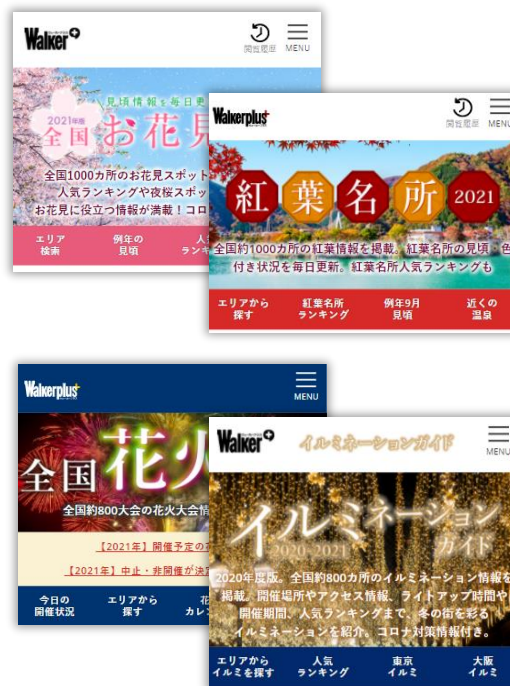 Walker
閲覧履歴
MENU
見頃情報を毎日更
2021年版
全国お花見
全国1000カ所のお花見スポット
人気ランキングや夜桜スポッ
お花見に役立つ情報が満載！コロ
エリア
検索
例年の
見頃
人
ランキ
Walkerplus
閲覧履歴
MENU
紅葉名所 2021
全国約1000カ所の紅葉情報を掲載。紅葉名所の見頃・色
付き状況を毎日更新。紅葉名所人気ランキングも
エリアから
探す
紅葉名所
ランキング
例年9月
見頃
近くの
温泉
Walkerplus
MENU
全国花火
全国約800大会の花火大会情
【2021年】開催予定の花
【2021年】中止・非開催が決定
今日の
開催状況
エリアから
探す
花
カレン
Walker
イルミネーションガイド
MENU
イルミネーション
2020-2021 ガイド
2020年度版。全国約800カ所のイルミネーション情報を
掲載。開催場所やアクセス情報、ライトアップ時間や
開催期間、人気ランキングまで、冬の街を彩る
イルミネーションを紹介。コロナ対策情報付き。
エリアから
イルミを探す
人気
ランキング
東京
イルミ
大阪
イルミ